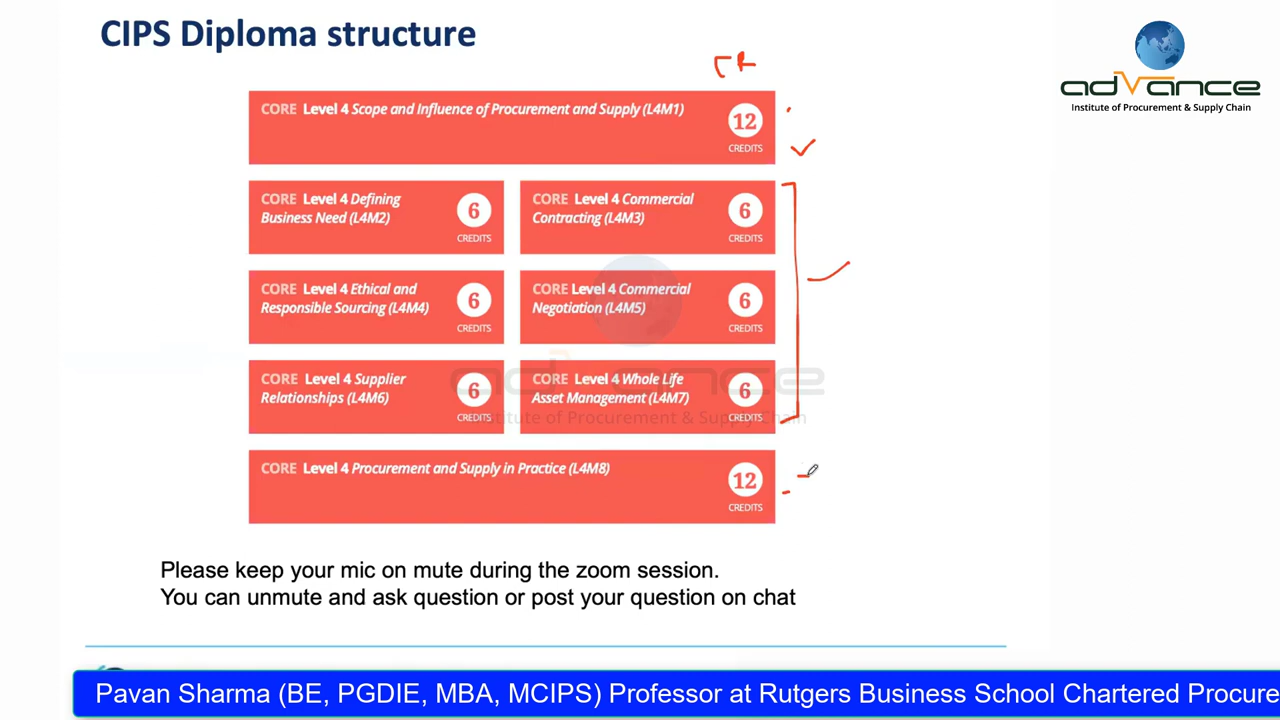 CIPS Diploma structure
adVance
Institute of Procurement & Supply Chain
CORE Level 4 Scope and Influence of Procurement and Supply (L4M1)
12
CREDITS
CORE Level 4 Defining
Business Need (L4M2)
6
CREDITS
CORE Level 4 Commercial
Contracting (L4M3)
6
CREDITS
CORE Level 4 Ethical and
Responsible Sourcing (L4M4)
6
CREDITS
CORE Level 4 Commercial
Negotiation (L4M5)
6
CREDITS
CORE Level 4 Supplier
Relationships (L4M6)
6
CREDITS
CORE Level 4 Whole Life
Asset Management (L4M7)
6
CREDITS
adVance
Institute of Procurement & Supply Chain
CORE Level 4 Procurement and Supply in Practice (L4M8)
12
CREDITS
Please keep your mic on mute during the zoom session.
You can unmute and ask question or post your question on chat
Pavan Sharma (BE, PGDIE, MBA, MCIPS) Professor at Rutgers Business School Chartered Procure